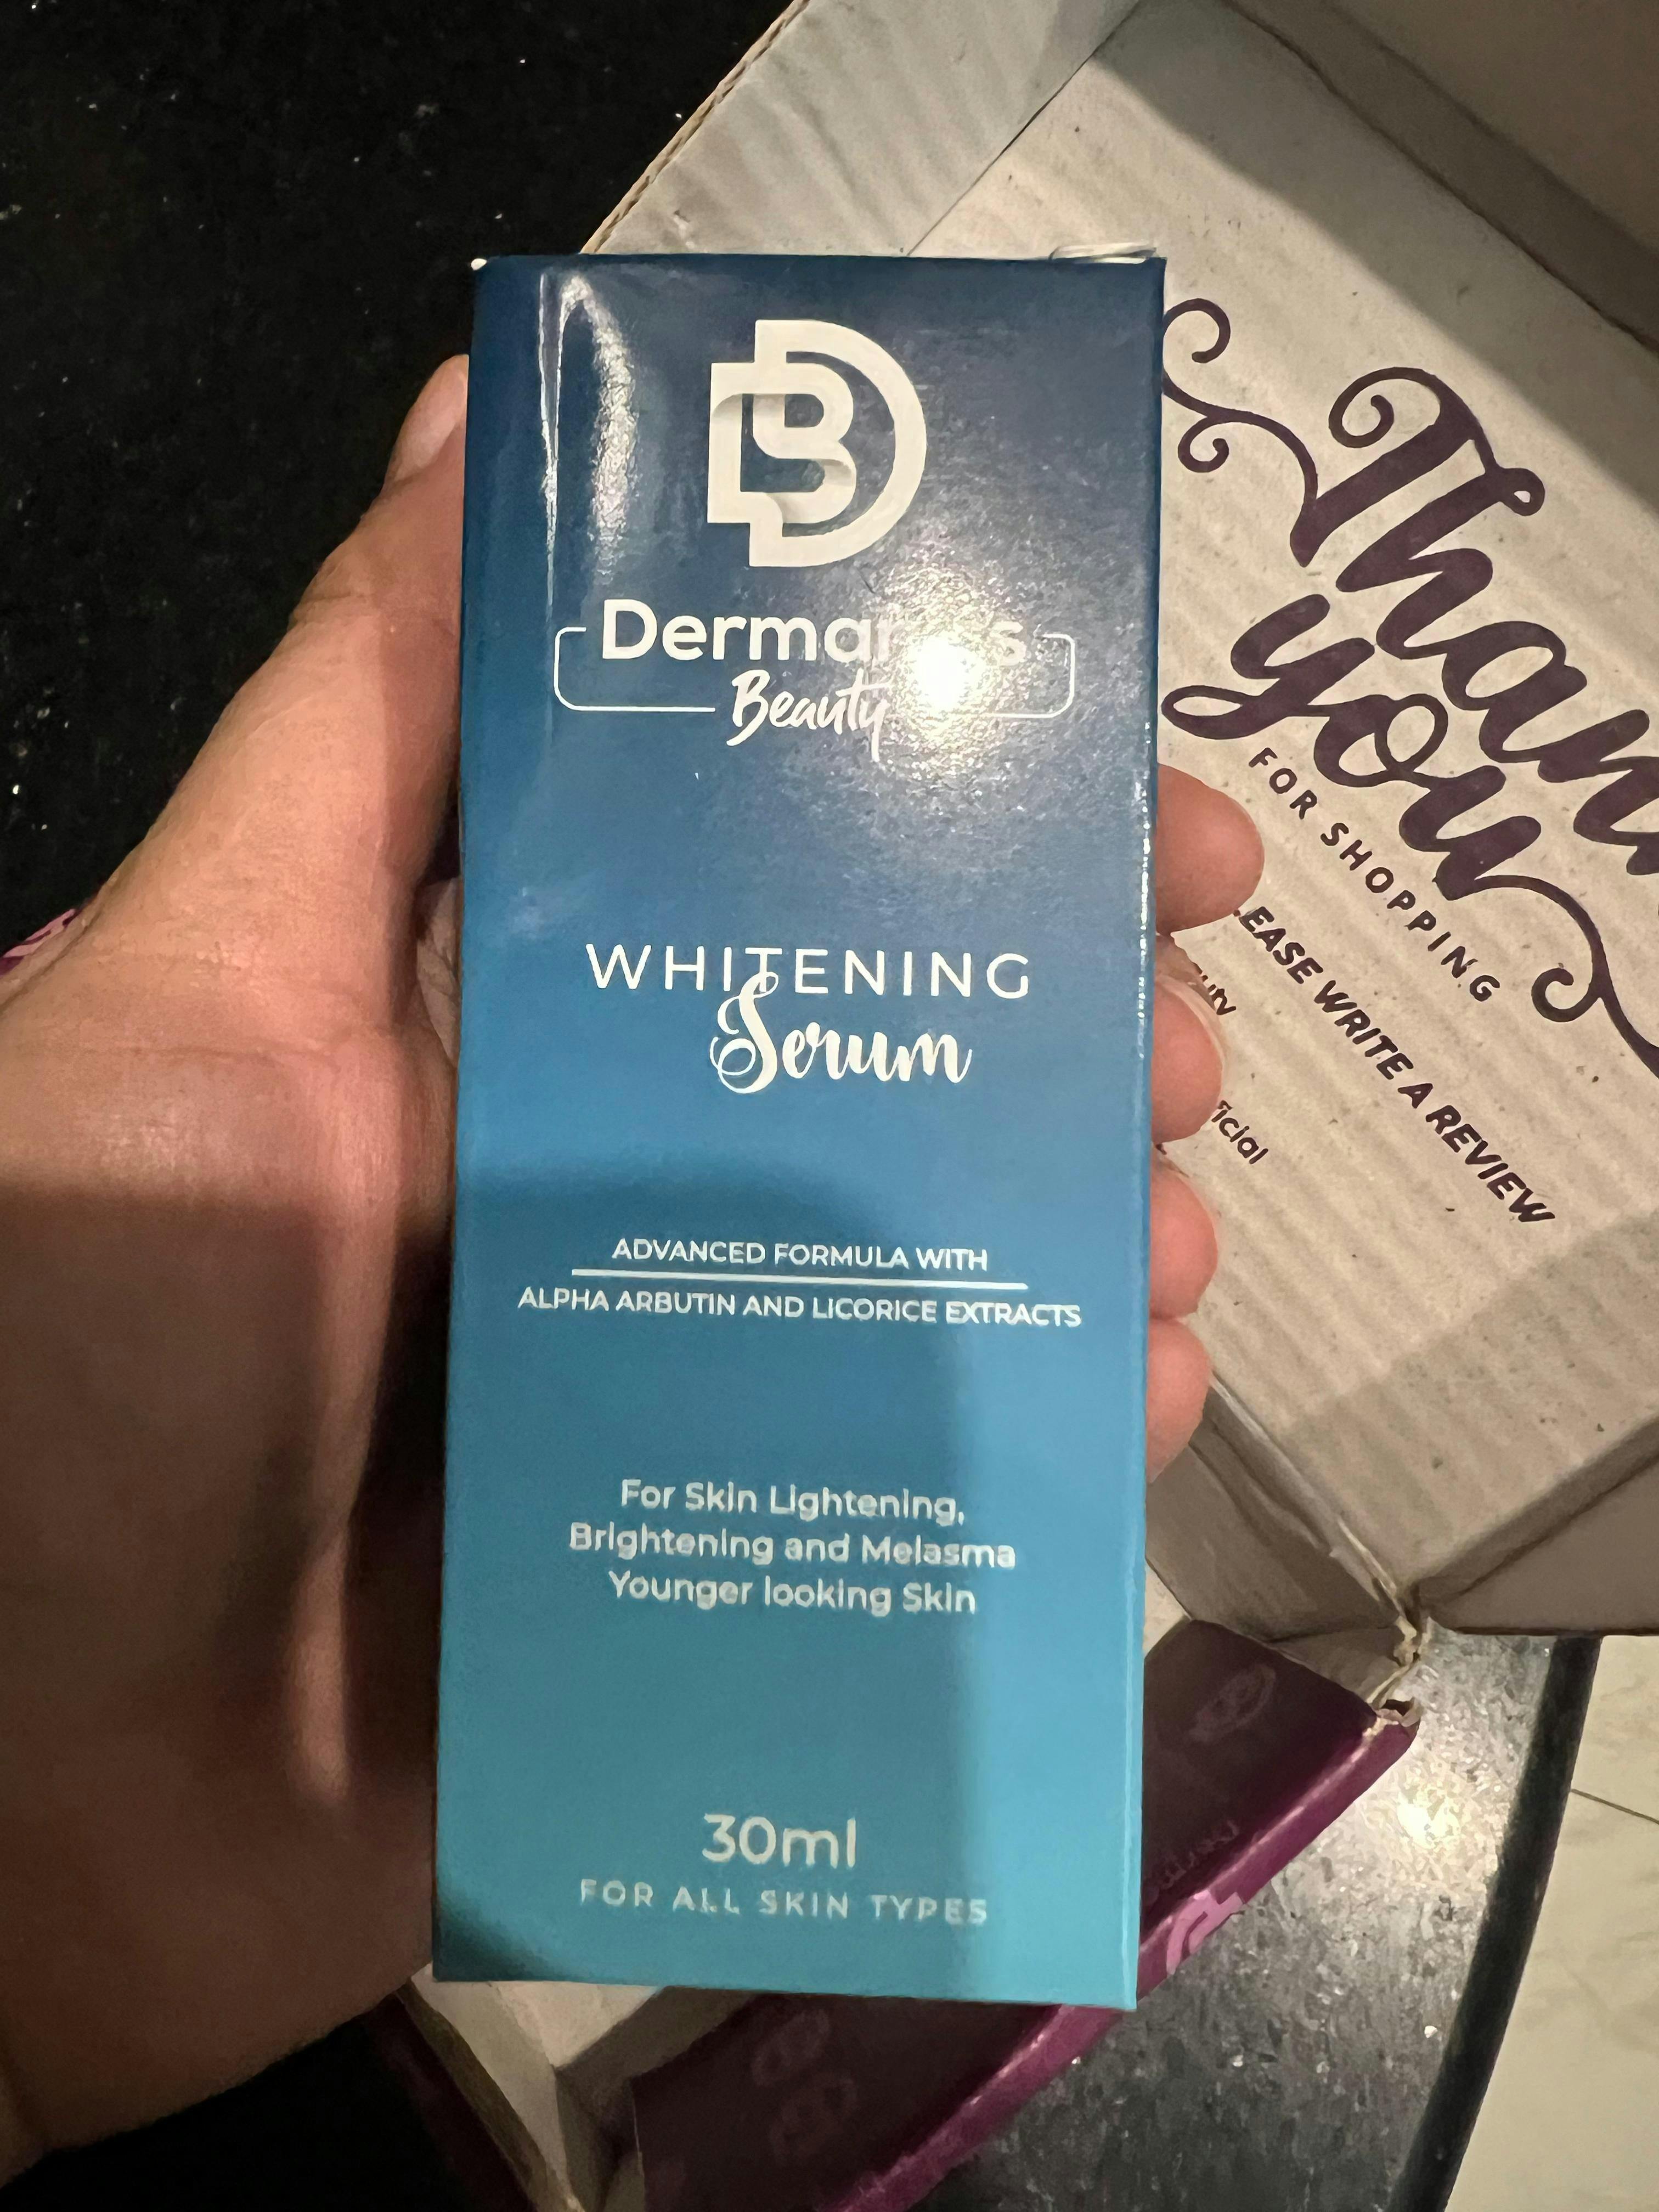 Beauty
WHITENING
Serum
ADVANCED FORMULA WITH
ALPHA ARBUTIN AND LICORICE EXTRACTS
For Skin Lightening,
Brightening and Melasma
Younger looking Skin
30ml
FOR ALL SKIN TYPES
you
FOR SHOPPING
WRITE A REVIEW